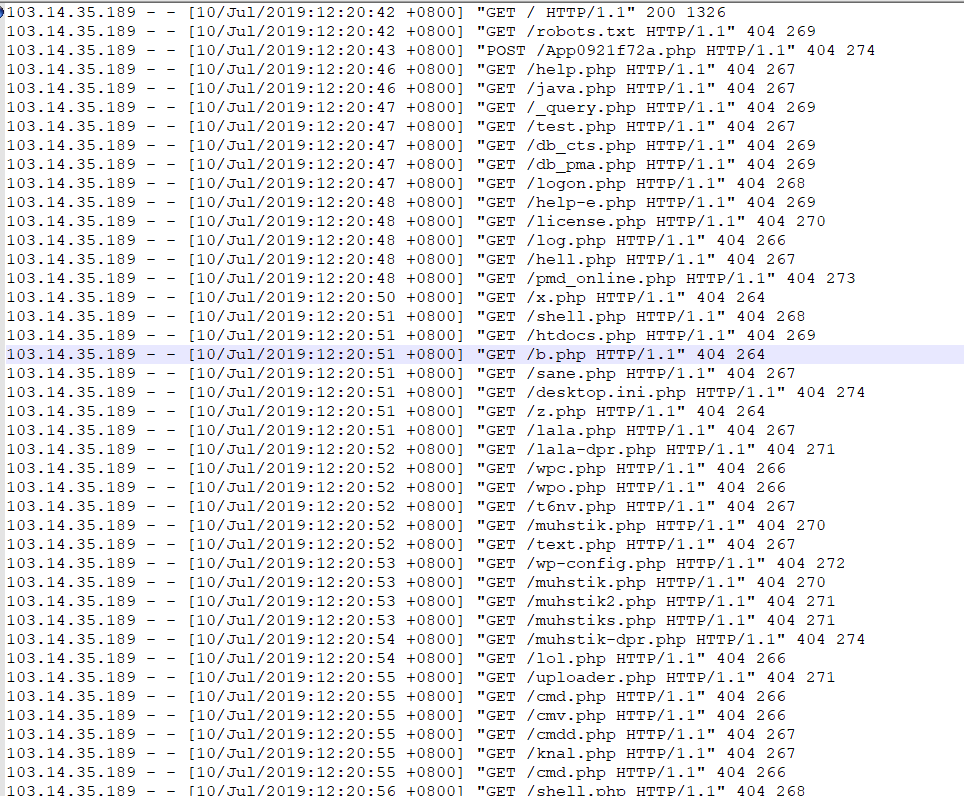 103.14.35.189 - - [10/Jul/2019:12:20:42 +0800] "GET / HTTP/1.1" 200 1326
103.14.35.189 - - [10/Jul/2019:12:20:42 +0800] "GET /robots.txt HTTP/1.1" 404 269
103.14.35.189 - - [10/Jul/2019:12:20:43 +0800] "POST /App0921f72a.php HTTP/1.1" 404 274
103.14.35.189 - - [10/Jul/2019:12:20:46 +0800] "GET /help.php HTTP/1.1" 404 267
103.14.35.189 - - [10/Jul/2019:12:20:46 +0800] "GET /java.php HTTP/1.1" 404 267
103.14.35.189 - - [10/Jul/2019:12:20:47 +0800] "GET /_query.php HTTP/1.1" 404 269
103.14.35.189 - - [10/Jul/2019:12:20:47 +0800] "GET /test.php HTTP/1.1" 404 267
103.14.35.189 - - [10/Jul/2019:12:20:47 +0800] "GET /db_cts.php HTTP/1.1" 404 269
103.14.35.189 - - [10/Jul/2019:12:20:47 +0800] "GET /db_pma.php HTTP/1.1" 404 269
103.14.35.189 - - [10/Jul/2019:12:20:47 +0800] "GET /logon.php HTTP/1.1" 404 268
103.14.35.189 - - [10/Jul/2019:12:20:48 +0800] "GET /help-e.php HTTP/1.1" 404 269
103.14.35.189 - - [10/Jul/2019:12:20:48 +0800] "GET /license.php HTTP/1.1" 404 270
103.14.35.189 - - [10/Jul/2019:12:20:48 +0800] "GET /log.php HTTP/1.1" 404 266
103.14.35.189 - - [10/Jul/2019:12:20:48 +0800] "GET /hell.php HTTP/1.1" 404 267
103.14.35.189 - - [10/Jul/2019:12:20:48 +0800] "GET /pmd_online.php HTTP/1.1" 404 273
103.14.35.189 - - [10/Jul/2019:12:20:50 +0800] "GET /x.php HTTP/1.1" 404 264
103.14.35.189 - - [10/Jul/2019:12:20:51 +0800] "GET /shell.php HTTP/1.1" 404 268
103.14.35.189 - - [10/Jul/2019:12:20:51 +0800] "GET /htdocs.php HTTP/1.1" 404 269
103.14.35.189 - - [10/Jul/2019:12:20:51 +0800] "GET /b.php HTTP/1.1" 404 264
103.14.35.189 - - [10/Jul/2019:12:20:51 +0800] "GET /sane.php HTTP/1.1" 404 267
103.14.35.189 - - [10/Jul/2019:12:20:51 +0800] "GET /desktop.ini.php HTTP/1.1" 404 274
103.14.35.189 - - [10/Jul/2019:12:20:51 +0800] "GET /z.php HTTP/1.1" 404 264
103.14.35.189 - - [10/Jul/2019:12:20:51 +0800] "GET /lala.php HTTP/1.1" 404 267
103.14.35.189 - - [10/Jul/2019:12:20:52 +0800] "GET /lala-dpr.php HTTP/1.1" 404 271
103.14.35.189 - - [10/Jul/2019:12:20:52 +0800] "GET /wpc.php HTTP/1.1" 404 266
103.14.35.189 - - [10/Jul/2019:12:20:52 +0800] "GET /wpo.php HTTP/1.1" 404 266
103.14.35.189 - - [10/Jul/2019:12:20:52 +0800] "GET /t6nv.php HTTP/1.1" 404 267
103.14.35.189 - - [10/Jul/2019:12:20:52 +0800] "GET /muhstik.php HTTP/1.1" 404 270
103.14.35.189 - - [10/Jul/2019:12:20:52 +0800] "GET /text.php HTTP/1.1" 404 267
103.14.35.189 - - [10/Jul/2019:12:20:53 +0800] "GET /wp-config.php HTTP/1.1" 404 272
103.14.35.189 - - [10/Jul/2019:12:20:53 +0800] "GET /muhstik.php HTTP/1.1" 404 270
103.14.35.189 - - [10/Jul/2019:12:20:53 +0800] "GET /muhstik2.php HTTP/1.1" 404 271
103.14.35.189 - - [10/Jul/2019:12:20:53 +0800] "GET /muhstiks.php HTTP/1.1" 404 271
103.14.35.189 - - [10/Jul/2019:12:20:54 +0800] "GET /muhstik-dpr.php HTTP/1.1" 404 274
103.14.35.189 - - [10/Jul/2019:12:20:54 +0800] "GET /lol.php HTTP/1.1" 404 266
103.14.35.189 - - [10/Jul/2019:12:20:55 +0800] "GET /uploader.php HTTP/1.1" 404 271
103.14.35.189 - - [10/Jul/2019:12:20:55 +0800] "GET /cmd.php HTTP/1.1" 404 266
103.14.35.189 - - [10/Jul/2019:12:20:55 +0800] "GET /cmv.php HTTP/1.1" 404 266
103.14.35.189 - - [10/Jul/2019:12:20:55 +0800] "GET /cmdd.php HTTP/1.1" 404 267
103.14.35.189 - - [10/Jul/2019:12:20:55 +0800] "GET /knal.php HTTP/1.1" 404 267
103.14.35.189 - - [10/Jul/2019:12:20:55 +0800] "GET /cmd.php HTTP/1.1" 404 266
103.14.35.189 - - [10/Jul/2019:12:20:56 +0800] "GET /shell.php HTTP/1.1" 404 268